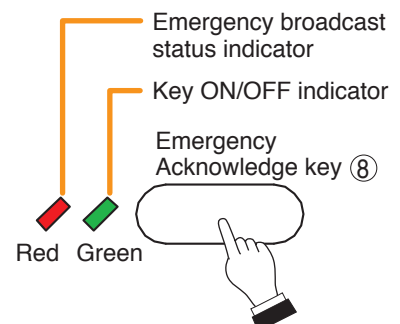 Emergency broadcast
status indicator
Key ON/OFF indicator
Emergency
Acknowledge key ⑧
Red Green